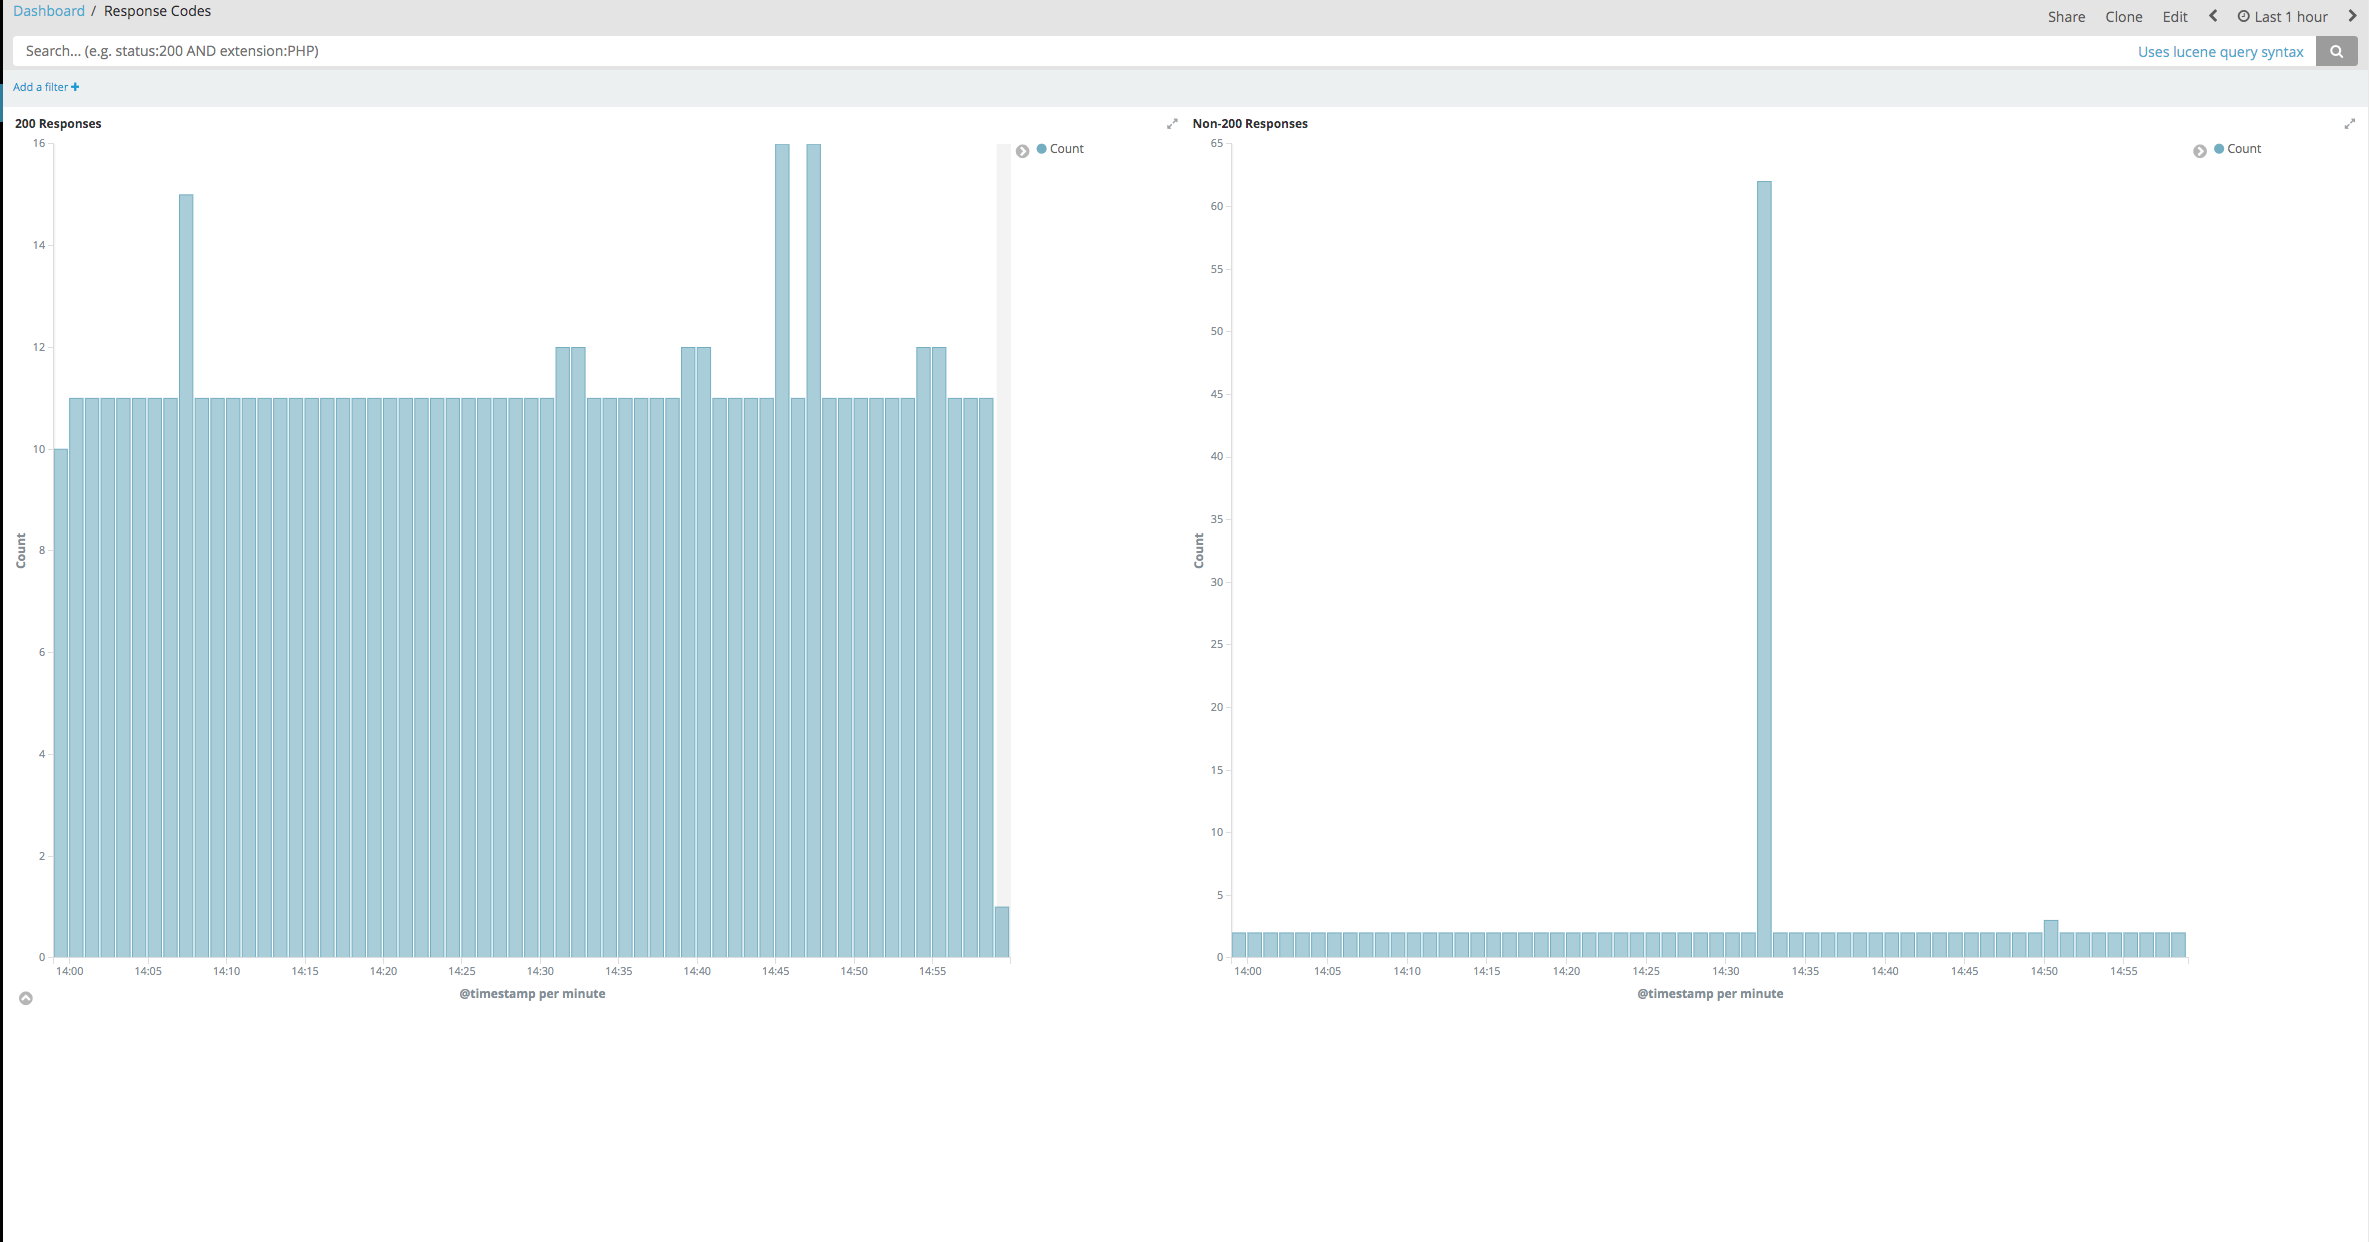 Dashboard / Response Codes
Share Clone Edit Last 1 hour
Search... (e.g. status:200 AND extension:PHP)
Uses lucene query syntax
Add a filter +
200 Responses
Count
16
14
12
10
8
6
4
2
0
Count
14:00 14:05 14:10 14:15 14:20 14:25 14:30 14:35 14:40 14:45 14:50 14:55
@timestamp per minute
Non-200 Responses
Count
65
60
55
50
45
40
35
30
25
20
15
10
5
0
Count
14:00 14:05 14:10 14:15 14:20 14:25 14:30 14:35 14:40 14:45 14:50 14:55
@timestamp per minute